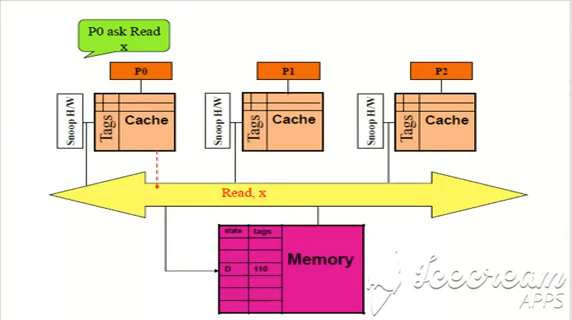 P0 ask Read
x
P0
P1
P2
Snoop H/W
Tags
Cache
Snoop H/W
Tags
Cache
Snoop H/W
Tags
Cache
Read, x
state tags
D 110
Memory
Icecream
APPS